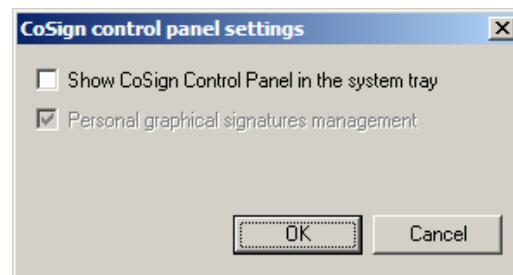 CoSign control panel settings
Show CoSign Control Panel in the system tray
Personal graphical signatures management
OK
Cancel